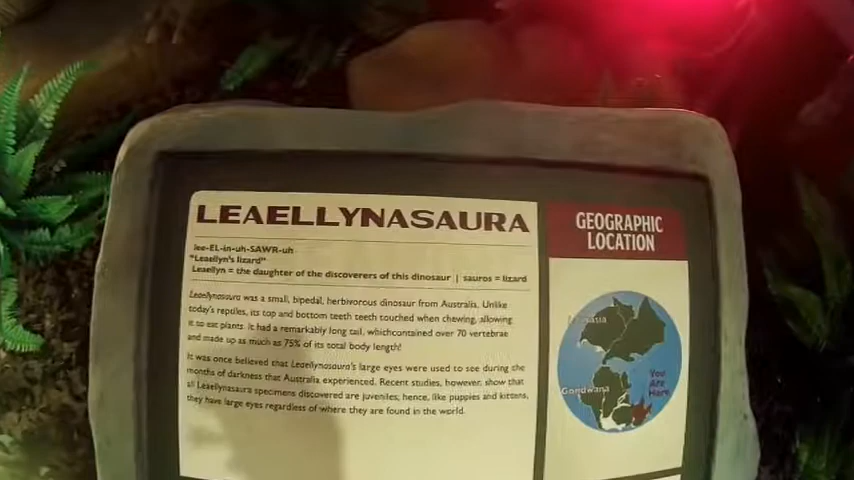 LEAELLYNASAURA
lee-EL-in-uh-SAWR-uh
"Leaellyn's lizard"
Leaellyn = the daughter of the discoverers of this dinosaur | sauros = lizard
Leaellynasaura was a small, bipedal, herbivorous dinosaur from Australia. Unlike
today's reptiles, its top and bottom teeth teeth touched when chewing, allowing
it to eat plants. It had a remarkably long tail, whichcontained over 70 vertebrae
and made up as much as 75% of its total body length!
It was once believed that Leaellynasaura's large eyes were used to see during the
months of darkness that Australia experienced. Recent studies, however, show that
all Leaellynasaura specimens discovered are juveniles, hence, like puppies and kittens,
they have large eyes regardless of where they are found in the world.
GEOGRAPHIC
LOCATION
Gondwana
You
Are
Here